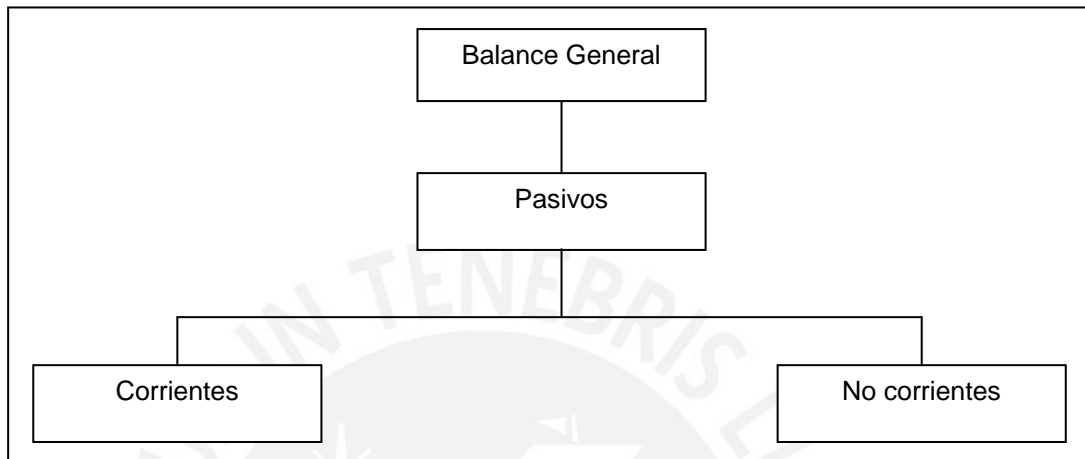 Balance General
Pasivos
IN TENEBRIS
Corrientes
No corrientes